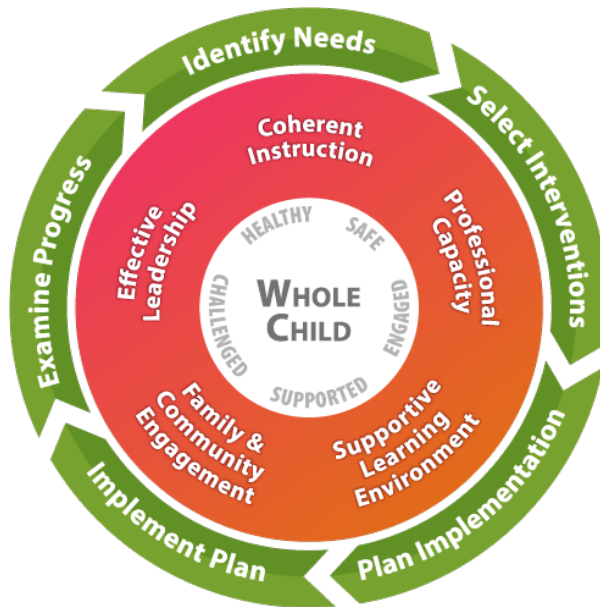 Identify Needs
Select Interventions
Plan Implementation
Implement Plan
Examine Progress
Coherent
Instruction
Professional
Capacity
Supportive
Learning
Environment
Family &
Community
Engagement
Effective
Leadership
HEALTHY
SAFE
ENGAGED
SUPPORTED
CHALLENGED
WHOLE
CHILD